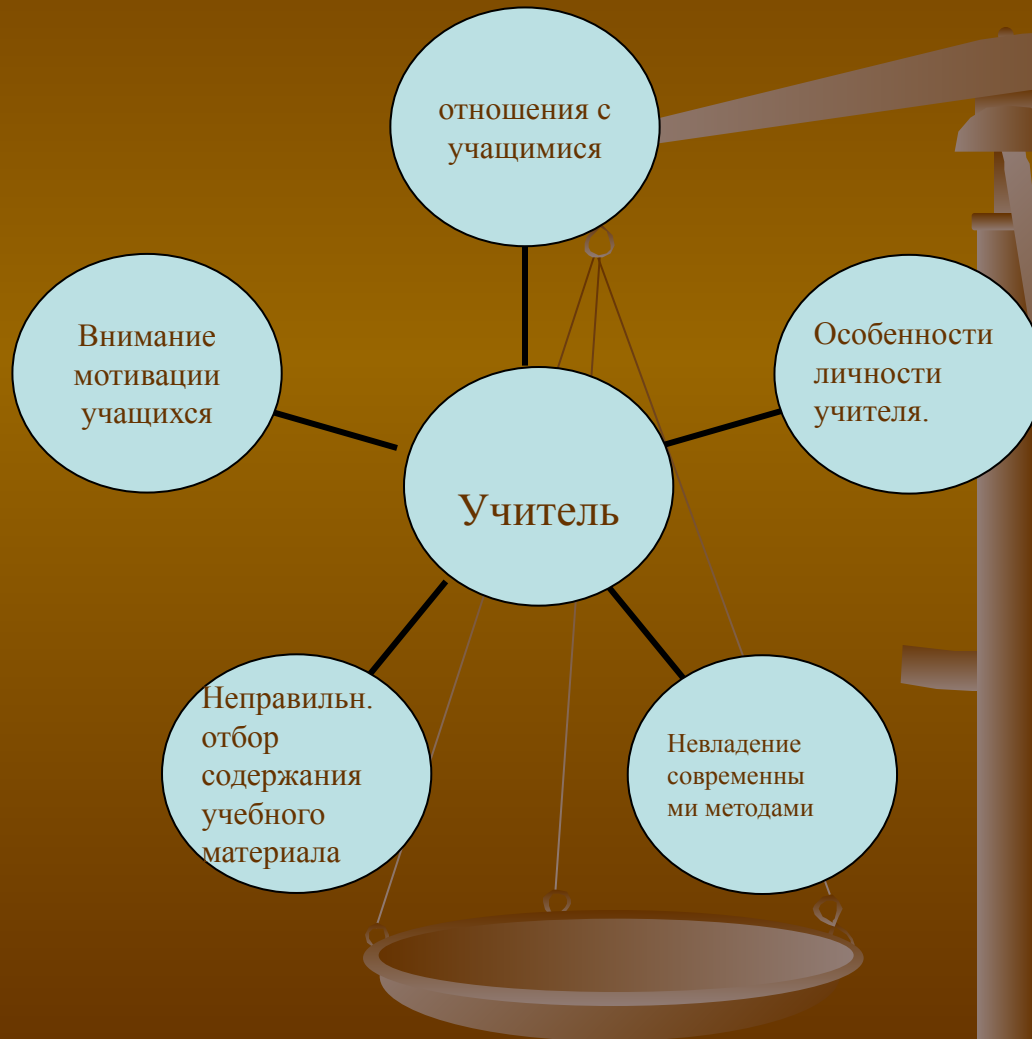 отношения с
учащимися
Внимание
мотивации
учащихся
Особенности
личности
учителя.
Учитель
Неправильн.
отбор
содержания
учебного
материала
Невладение
современны
ми методами